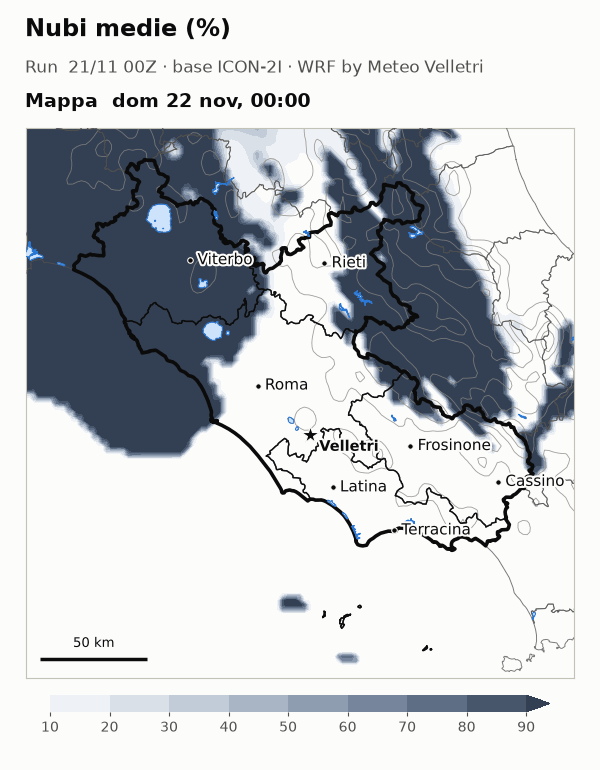 Nubi medie (%)
Run  21/11 00Z · base ICON-2I · WRF by Meteo Velletri
Mappa  dom 22 nov, 00:00
Viterbo
Rieti
Roma
Velletri
Frosinone
Cassino
Latina
Terracina
50 km
10 20 30 40 50 60 70 80 90